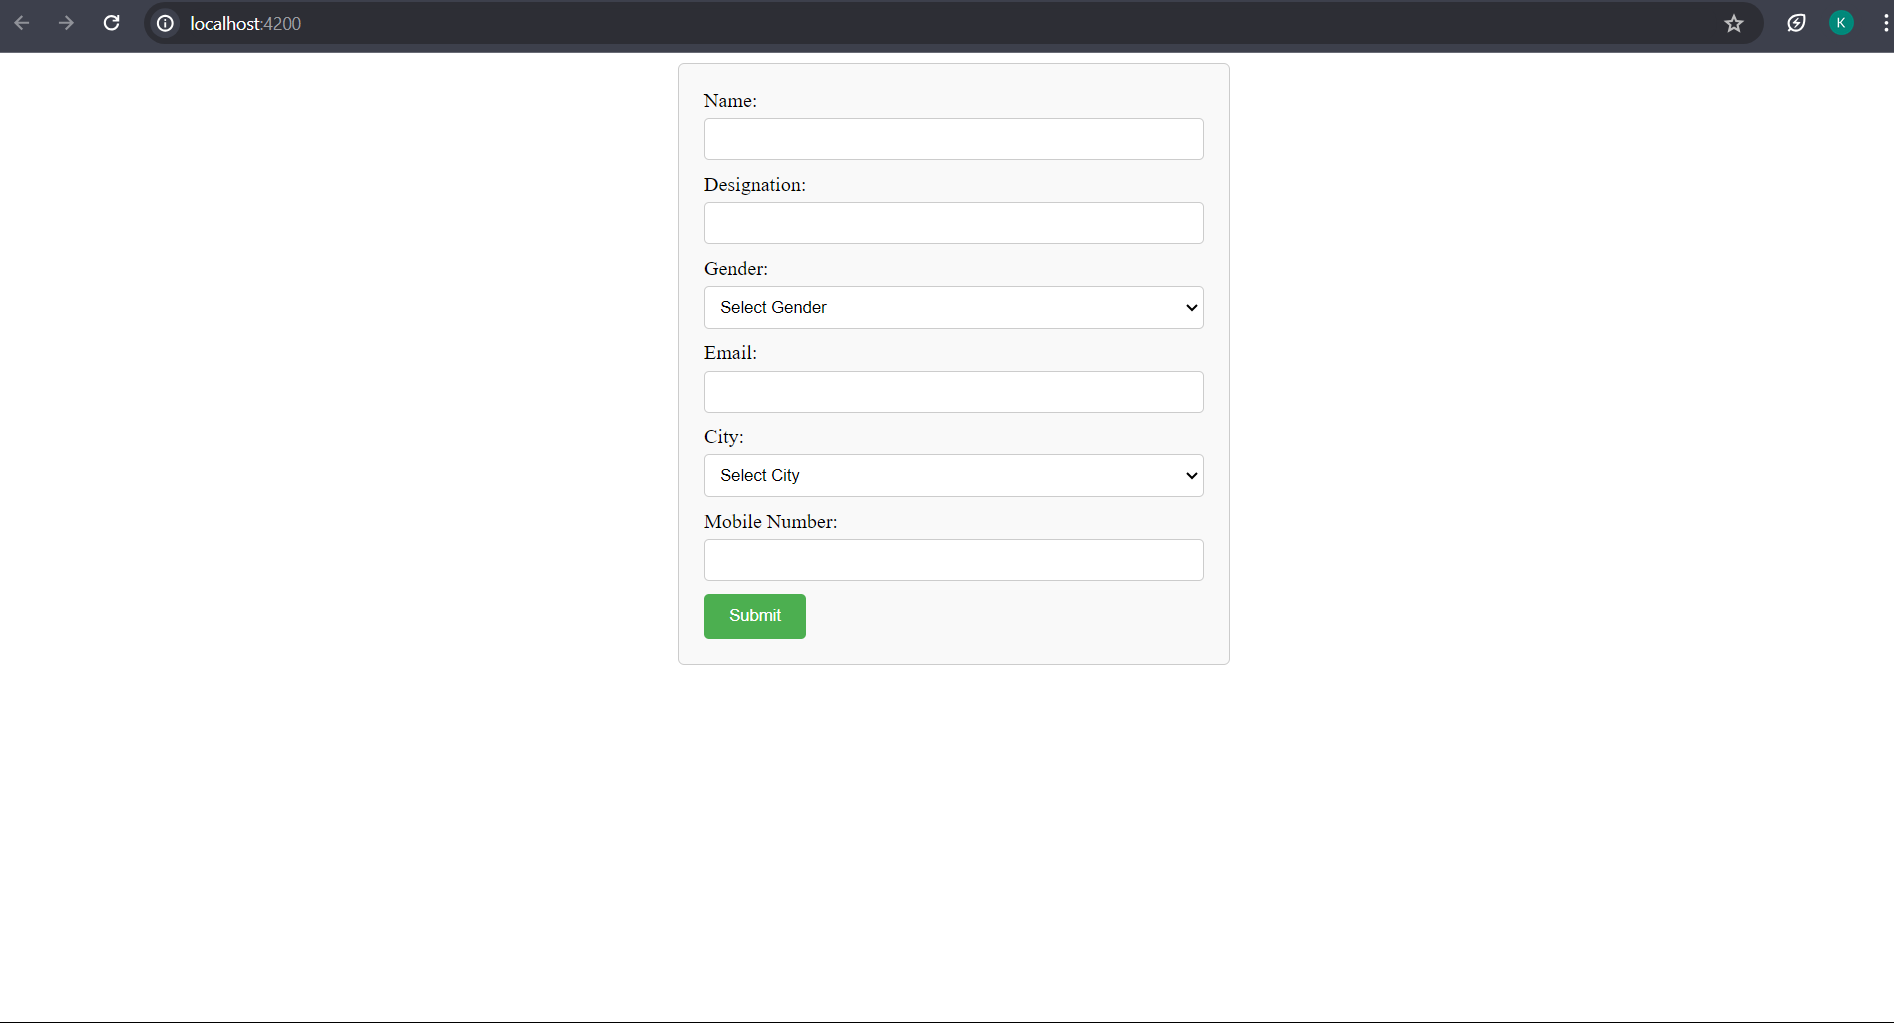 localhost:4200
K
Name:
Designation:
Gender:
Select Gender
Email:
City:
Select City
Mobile Number:
Submit